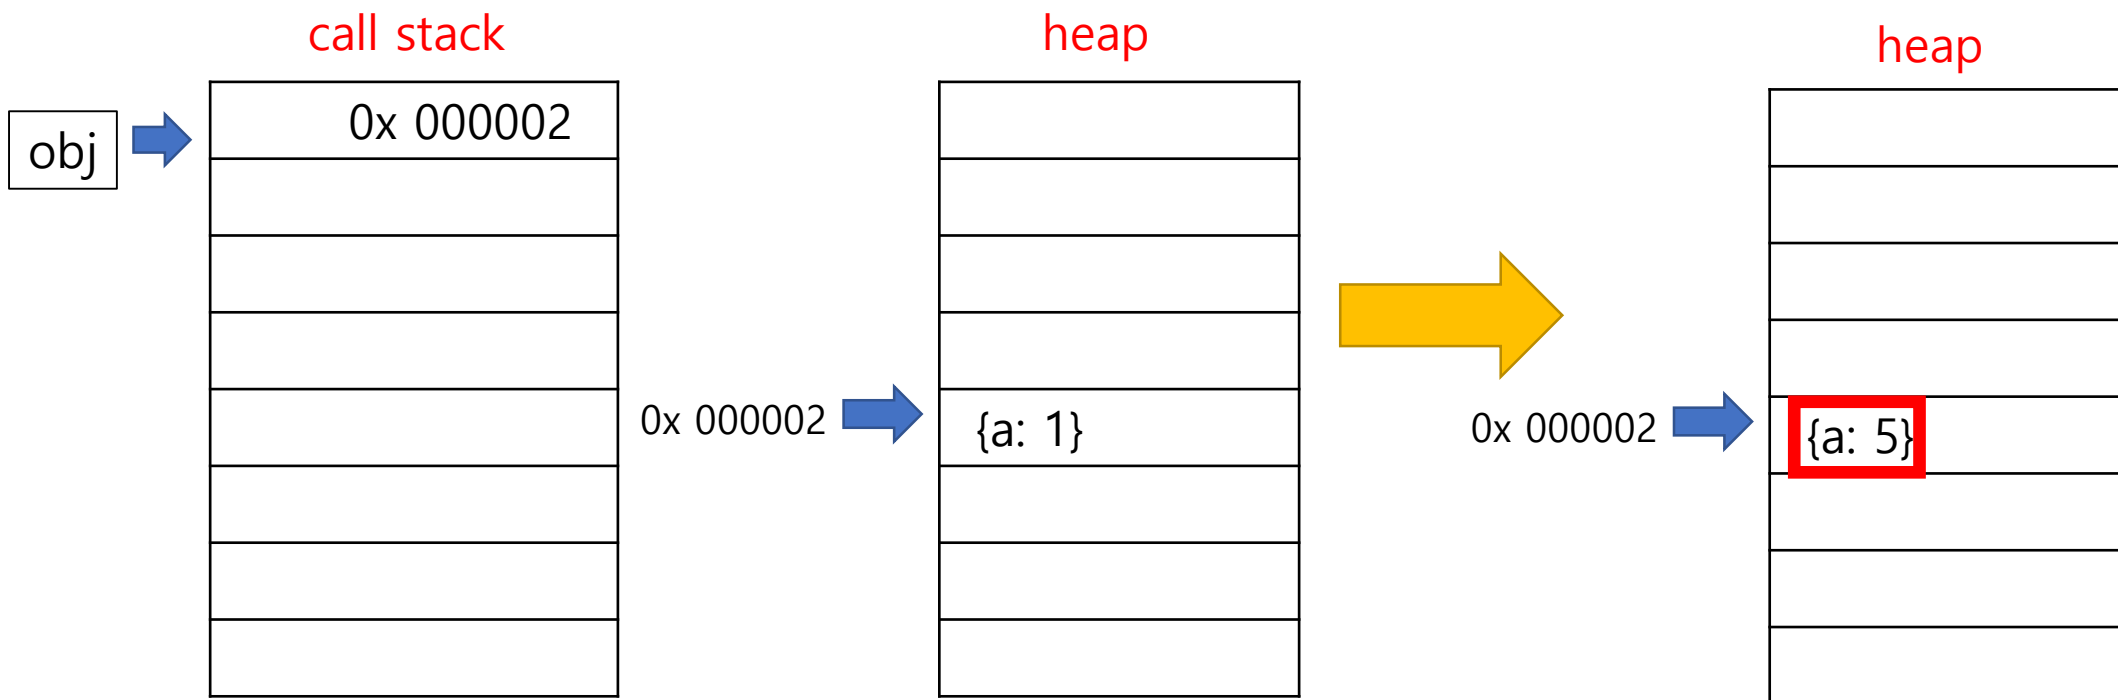 call stack
heap
heap
obj
0x 000002
0x 000002
{a: 1}
0x 000002
{a: 5}